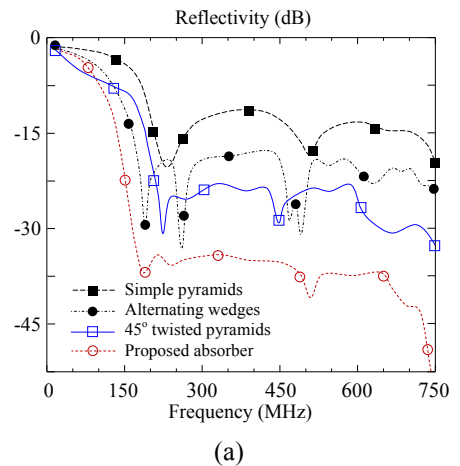 Reflectivity (dB)
0
-15
-30
-45
Simple pyramids
Alternating wedges
45° twisted pyramids
Proposed absorber
0 150 300 450 600 750
Frequency (MHz)
(a)